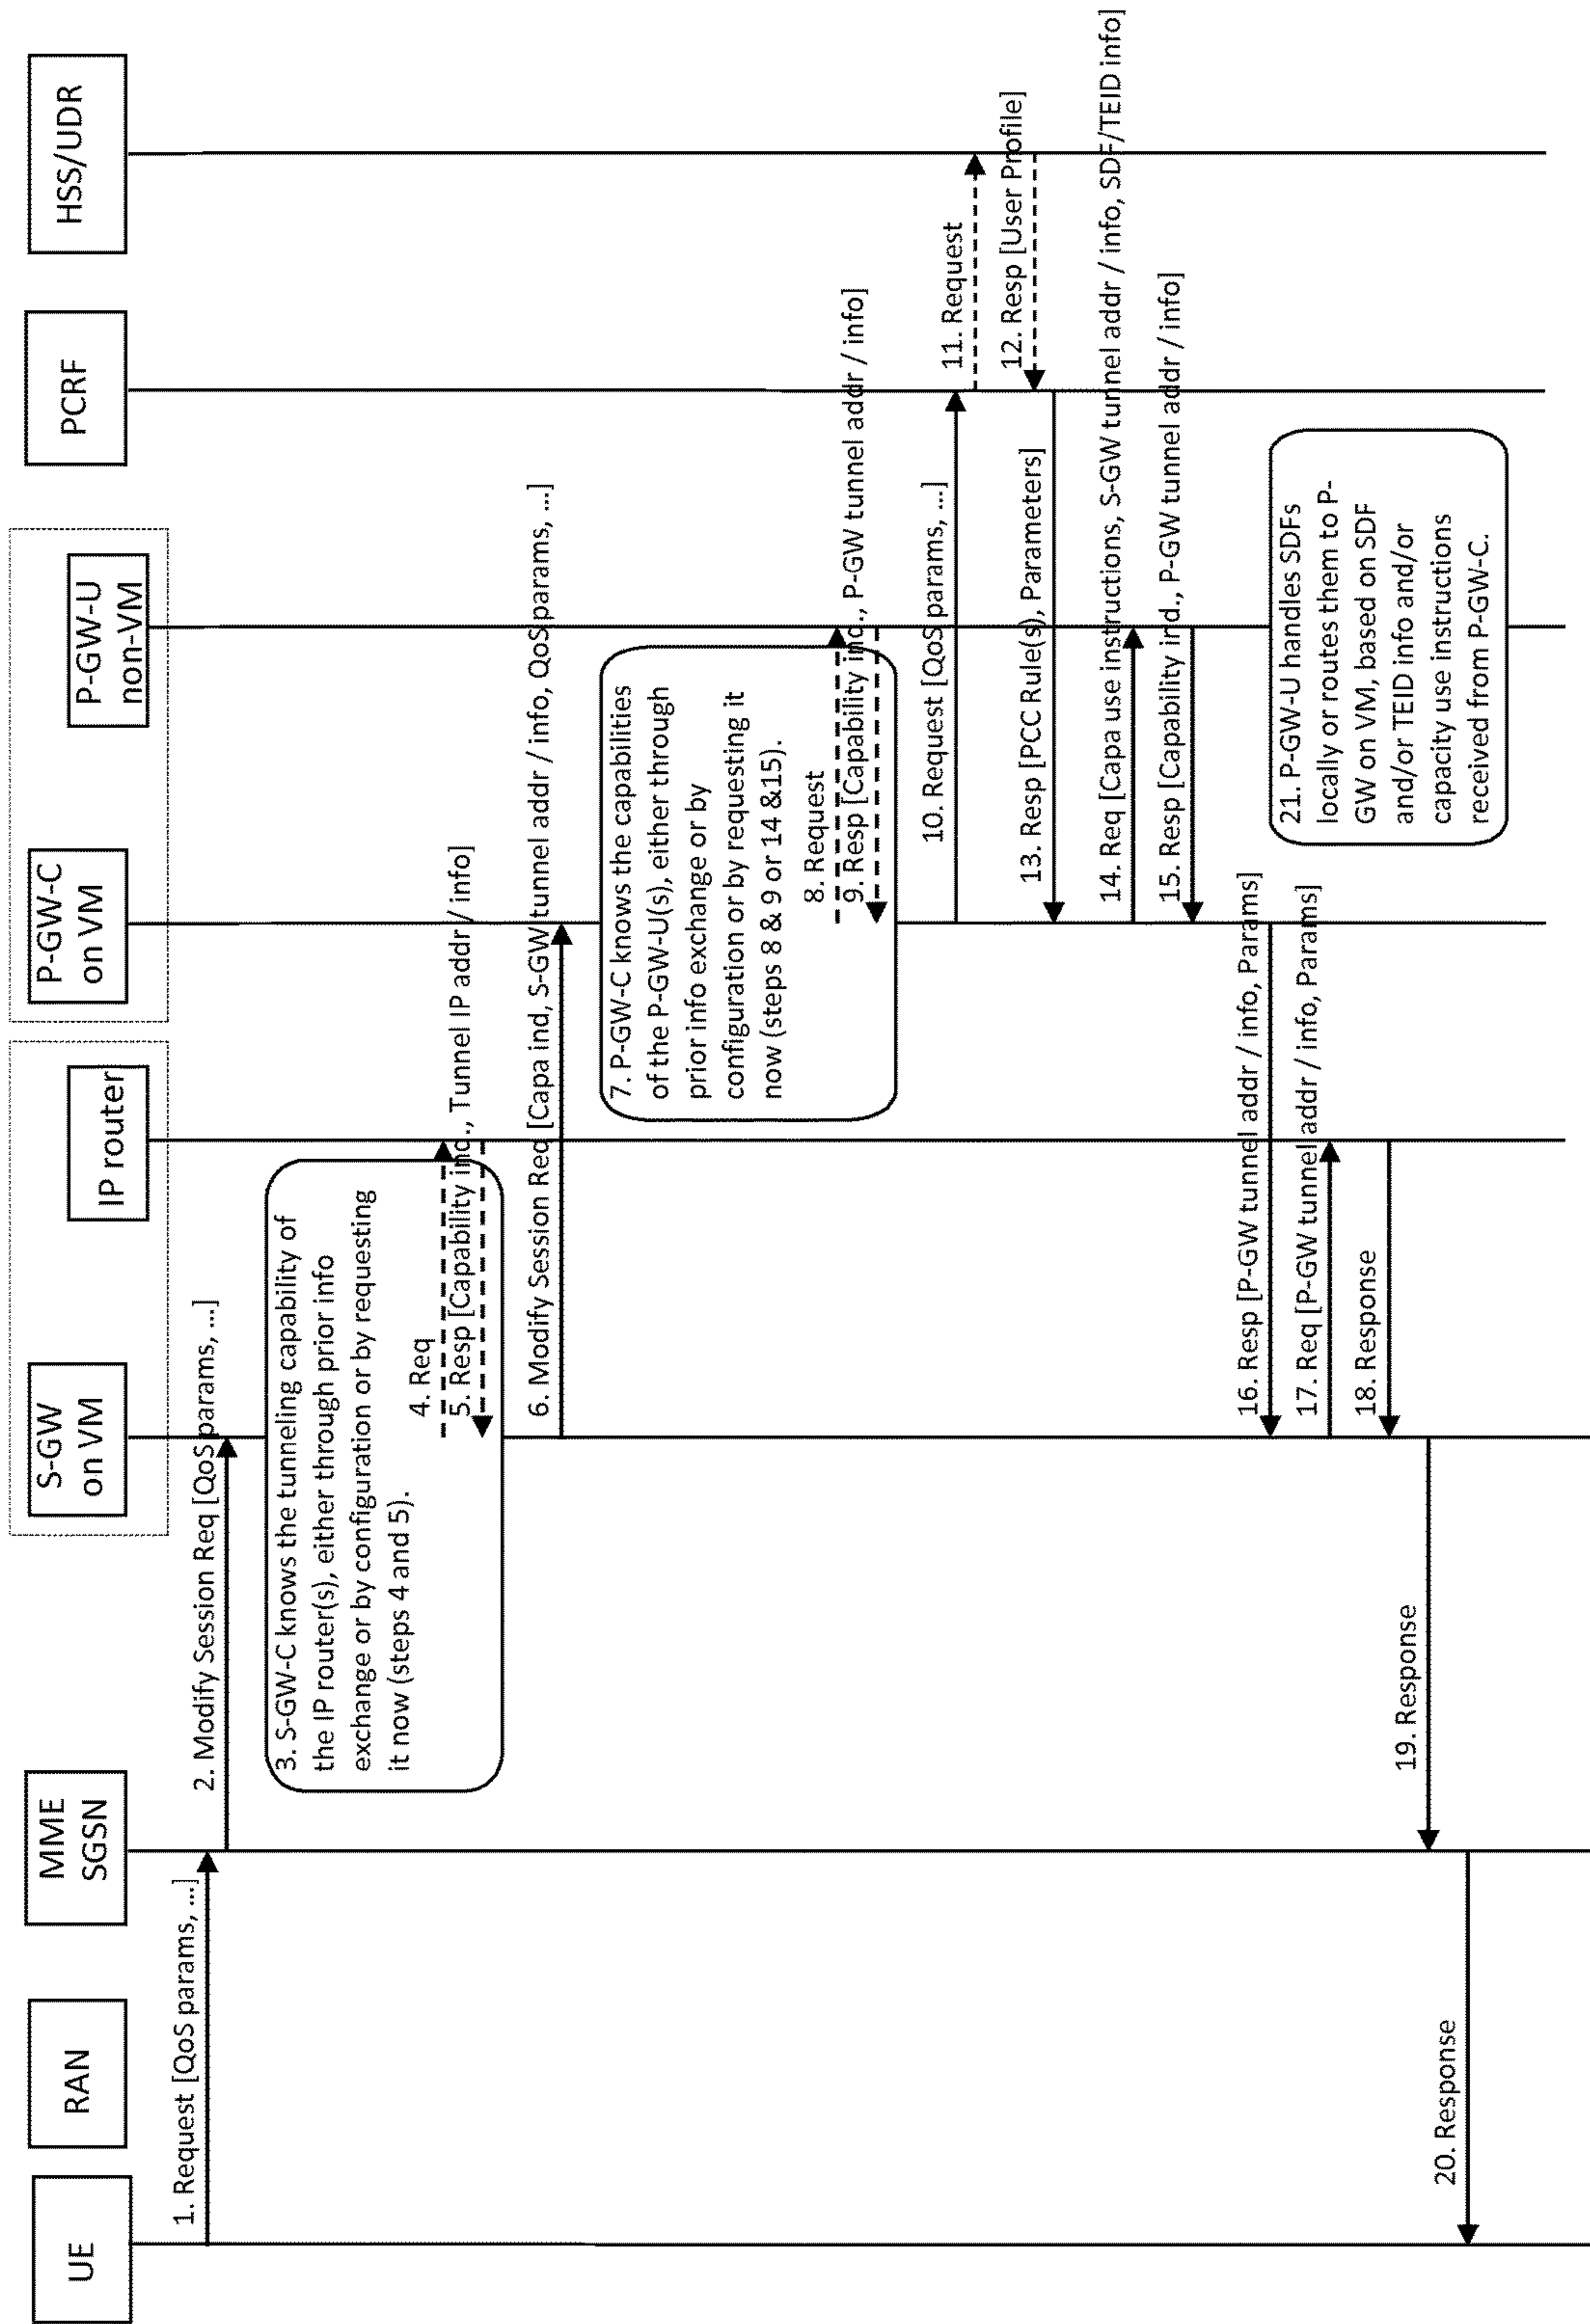 UE
RAN
MME
SGSN
S-GW
on VM
IP router
P-GW-C
on VM
P-GW-U
non-VM
PCRF
HSS/UDR
1. Request [QoS params, ...]
2. Modify Session Req [QoS params, ...]
3. S-GW-C knows the tunneling capability of
the IP router(s), either through prior info
exchange or by configuration or by requesting
it now (steps 4 and 5).
4. Req
5. Resp [Capability ind., Tunnel IP addr / info]
6. Modify Session Req [Capa ind, S-GW tunnel addr / info, QoS params, ...]
7. P-GW-C knows the capabilities
of the P-GW-U(s), either through
prior info exchange or by
configuration or by requesting it
now (steps 8 & 9 or 14 &15).
8. Request
9. Resp [Capability ind., P-GW tunnel addr / info]
10. Request [QoS params, ...]
11. Request
12. Resp [User Profile]
13. Resp [PCC Rule(s), Parameters]
14. Req [Capa use instructions, S-GW tunnel addr / info, SDF/TEID info]
15. Resp [Capability ind., P-GW tunnel addr / info]
16. Resp [P-GW tunnel addr / info, Params]
17. Req [P-GW tunnel addr / info, Params]
18. Response
19. Response
20. Response
21. P-GW-U handles SDFs
locally or routes them to P-
GW on VM, based on SDF
and/or TEID info and/or
capacity use instructions
received from P-GW-C.